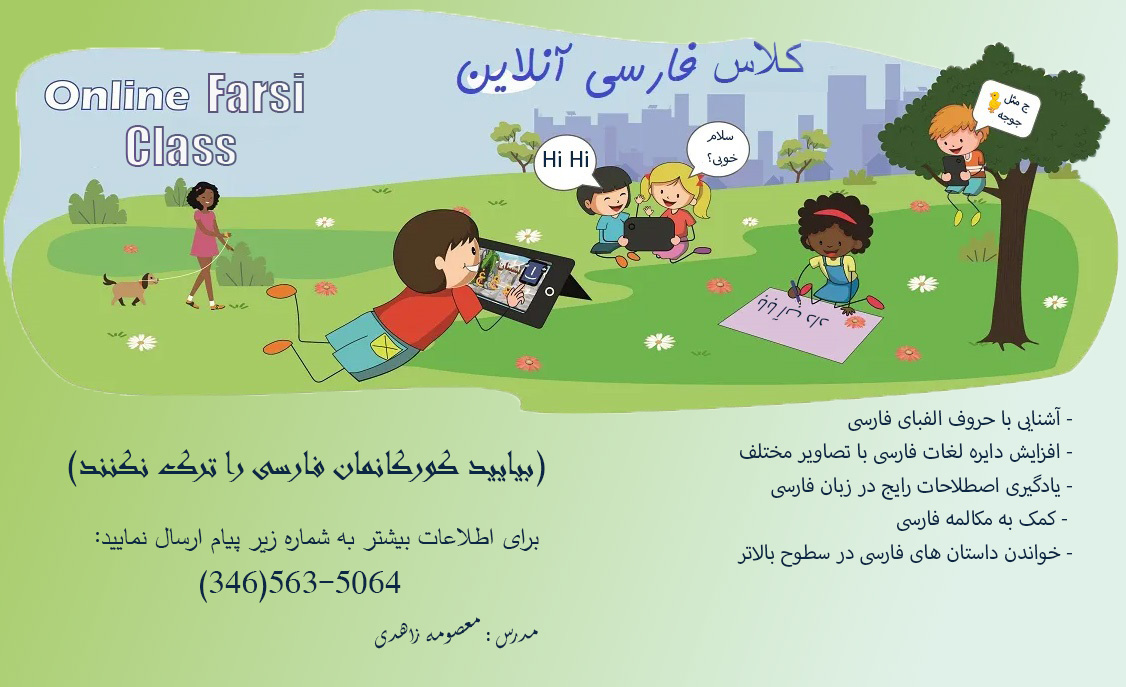 کلاس فارسی آنلاین
Online Farsi
Class
ج مثل
جوجه
سلام
خوبی؟
Hi Hi
بابا آب داد
- آشنایی با حروف الفبای فارسی
- افزایش دایره لغات فارسی با تصاویر مختلف
- یادگیری اصطلاحات رایج در زبان فارسی
- کمک به مکالمه فارسی
- خواندن داستان های فارسی در سطوح بالاتر
(بیایید کودکانمان فارسی را ترک نکنند)
برای اطلاعات بیشتر به شماره زیر پیام ارسال نمایید:
(346)563-5064
مدرس : معصومه زاهدی